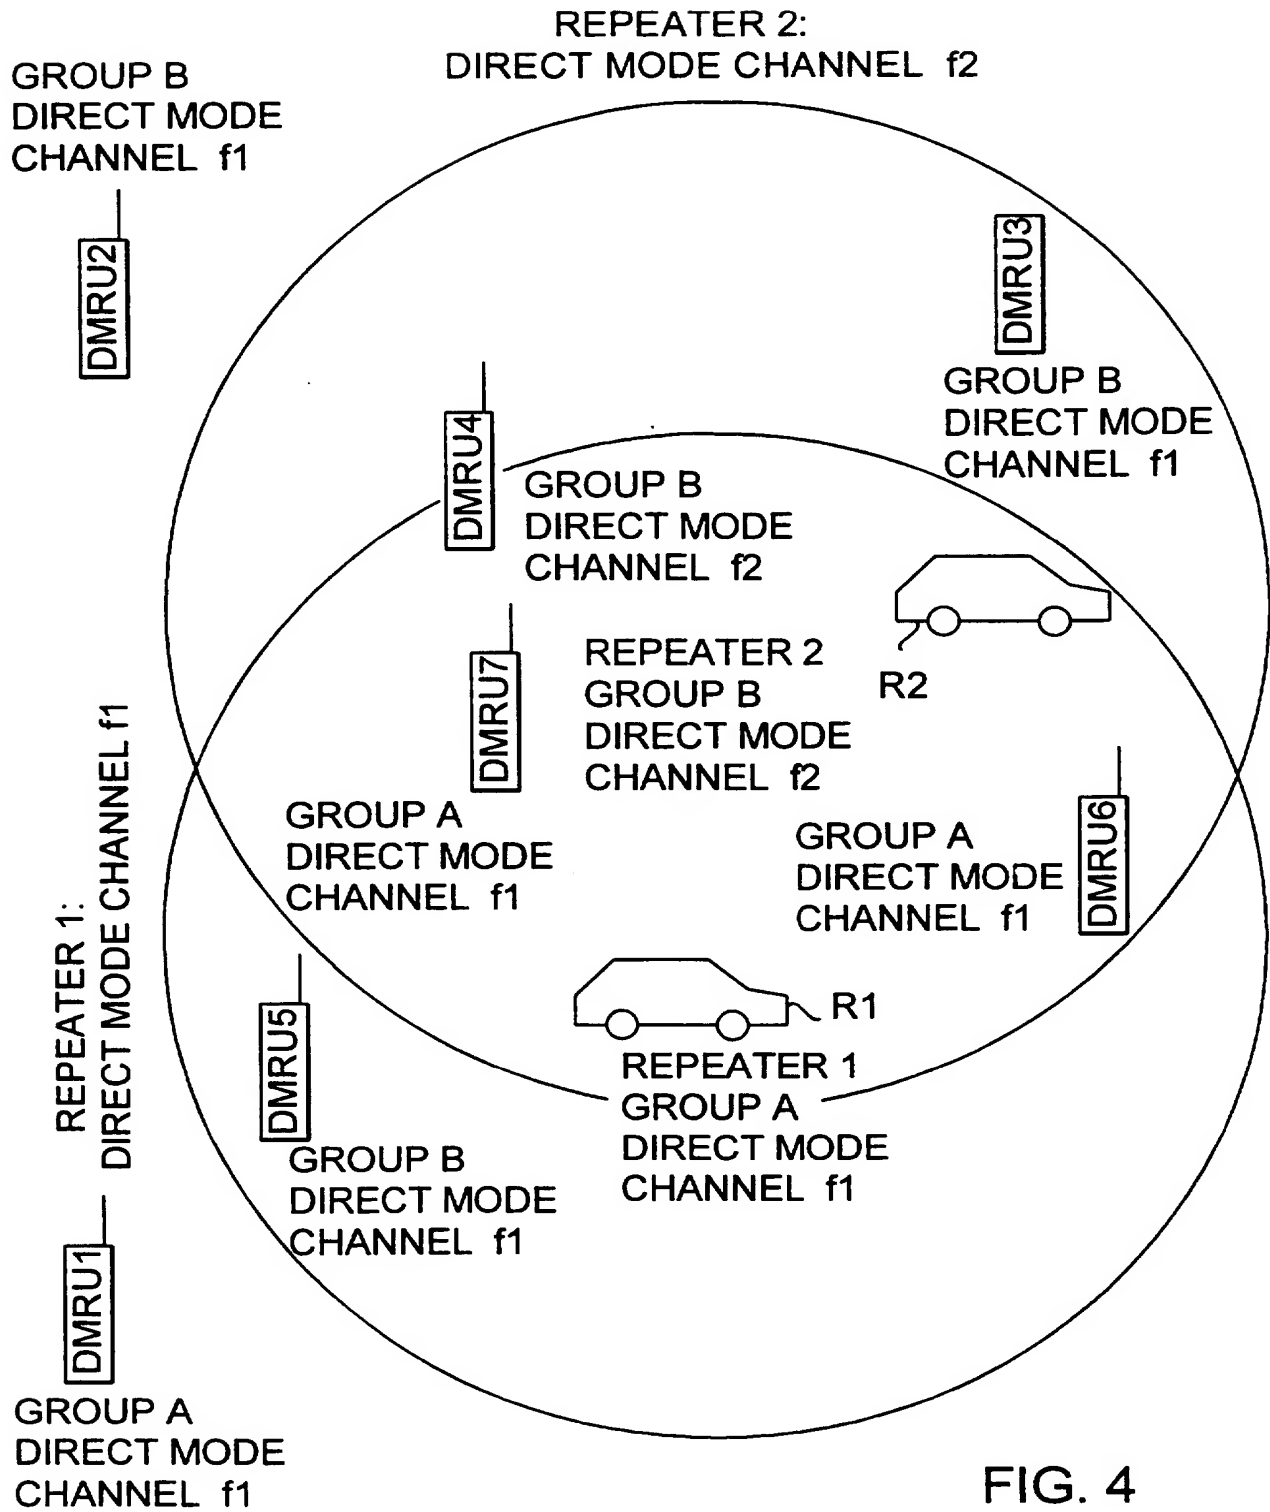 REPEATER 2:
DIRECT MODE CHANNEL f2
GROUP B
DIRECT MODE
CHANNEL f1
DMRU2
DMRU3
GROUP B
DIRECT MODE
CHANNEL f1
DMRU4
GROUP B
DIRECT MODE
CHANNEL f2
R2
DMRU7
REPEATER 2
GROUP B
DIRECT MODE
CHANNEL f2
GROUP A
DIRECT MODE
CHANNEL f1
GROUP A
DIRECT MODE
CHANNEL f1
DMRU6
REPEATER 1:
DIRECT MODE CHANNEL f1
R1
DMRU5
REPEATER 1
GROUP A
DIRECT MODE
CHANNEL f1
GROUP B
DIRECT MODE
CHANNEL f1
DMRU1
GROUP A
DIRECT MODE
CHANNEL f1
FIG. 4